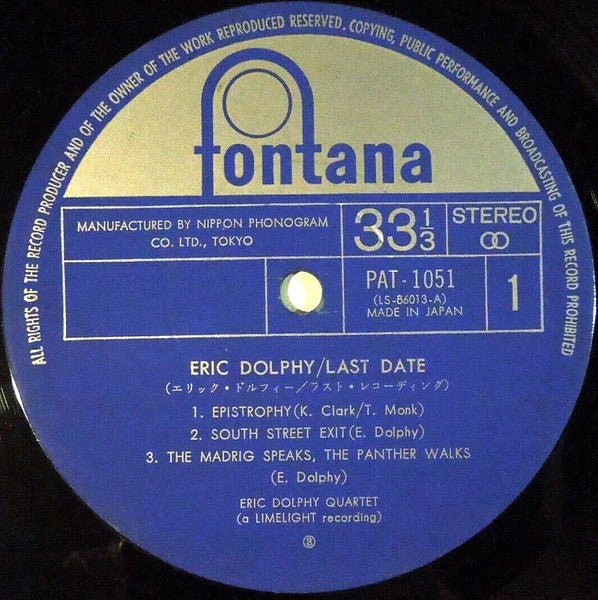 ALL RIGHTS OF THE RECORD PRODUCER AND OF THE OWNER OF THE WORK REPRODUCED RESERVED. COPYING, PUBLIC PERFORMANCE AND BROADCASTING OF THIS RECORD PROHIBITED
fontana
MANUFACTURED BY NIPPON PHONOGRAM
CO. LTD., TOKYO
33 1/3
STEREO
PAT-1051
(LS-86013-A)
MADE IN JAPAN
1
ERIC DOLPHY/LAST DATE
(エリック・ドルフィー/ラスト・レコーディング)
1. EPISTROPHY(K. Clark/T. Monk)
2. SOUTH STREET EXIT(E. Dolphy)
3. THE MADRIG SPEAKS, THE PANTHER WALKS
(E. Dolphy)
ERIC DOLPHY QUARTET
(a LIMELIGHT recording)